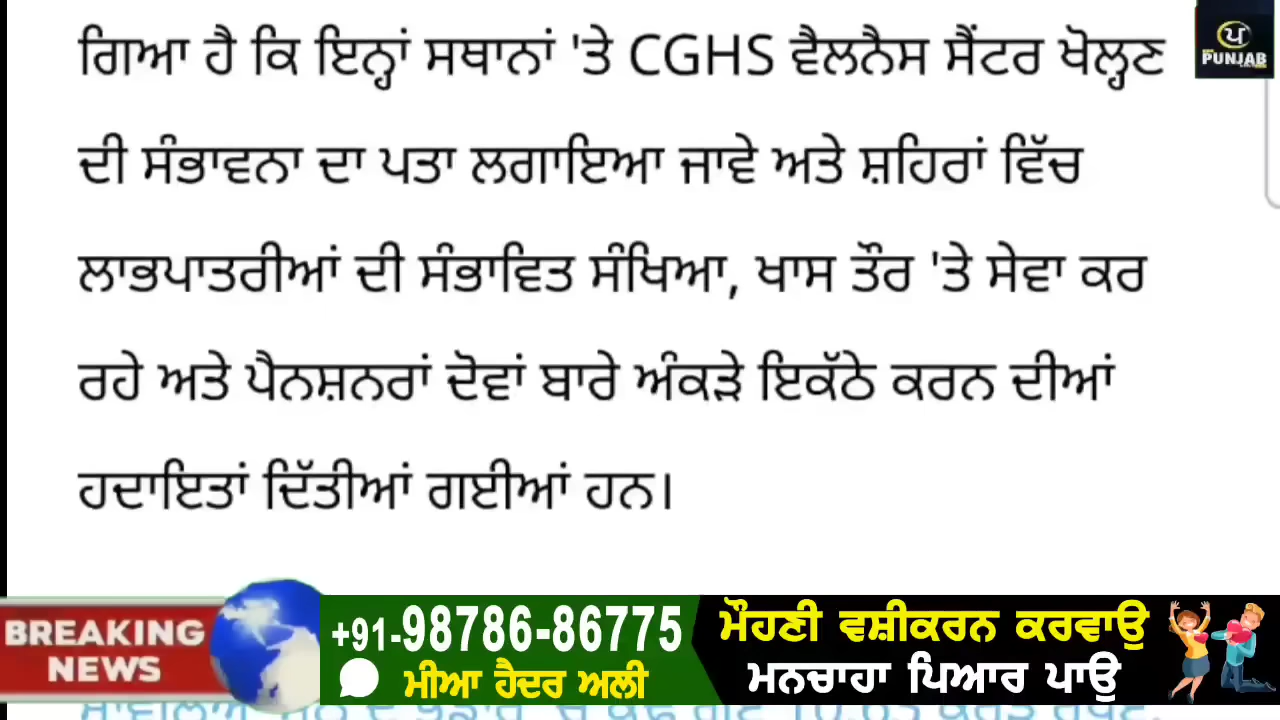 ਗਿਆ ਹੈ ਕਿ ਇਨ੍ਹਾਂ ਸਥਾਨਾਂ 'ਤੇ CGHS ਵੈਲਨੈਸ ਸੈਂਟਰ ਖੋਲ੍ਹਣ
ਪ
PUNJAB
ਦੀ ਸੰਭਾਵਨਾ ਦਾ ਪਤਾ ਲਗਾਇਆ ਜਾਵੇ ਅਤੇ ਸ਼ਹਿਰਾਂ ਵਿੱਚ
ਲਾਭਪਾਤਰੀਆਂ ਦੀ ਸੰਭਾਵਿਤ ਸੰਖਿਆ, ਖਾਸ ਤੌਰ 'ਤੇ ਸੇਵਾ ਕਰ
ਰਹੇ ਅਤੇ ਪੈਨਸ਼ਨਰਾਂ ਦੋਵਾਂ ਬਾਰੇ ਅੰਕੜੇ ਇਕੱਠੇ ਕਰਨ ਦੀਆਂ
ਹਦਾਇਤਾਂ ਦਿੱਤੀਆਂ ਗਈਆਂ ਹਨ।
BREAKING
NEWS
+91-98786-86775
ਮੀਆ ਹੈਦਰ ਅਲੀ
ਮੌਹਣੀ ਵਸ਼ੀਕਰਨ ਕਰਵਾਉ
ਮਨਚਾਹਾ ਪਿਆਰ ਪਾਉ